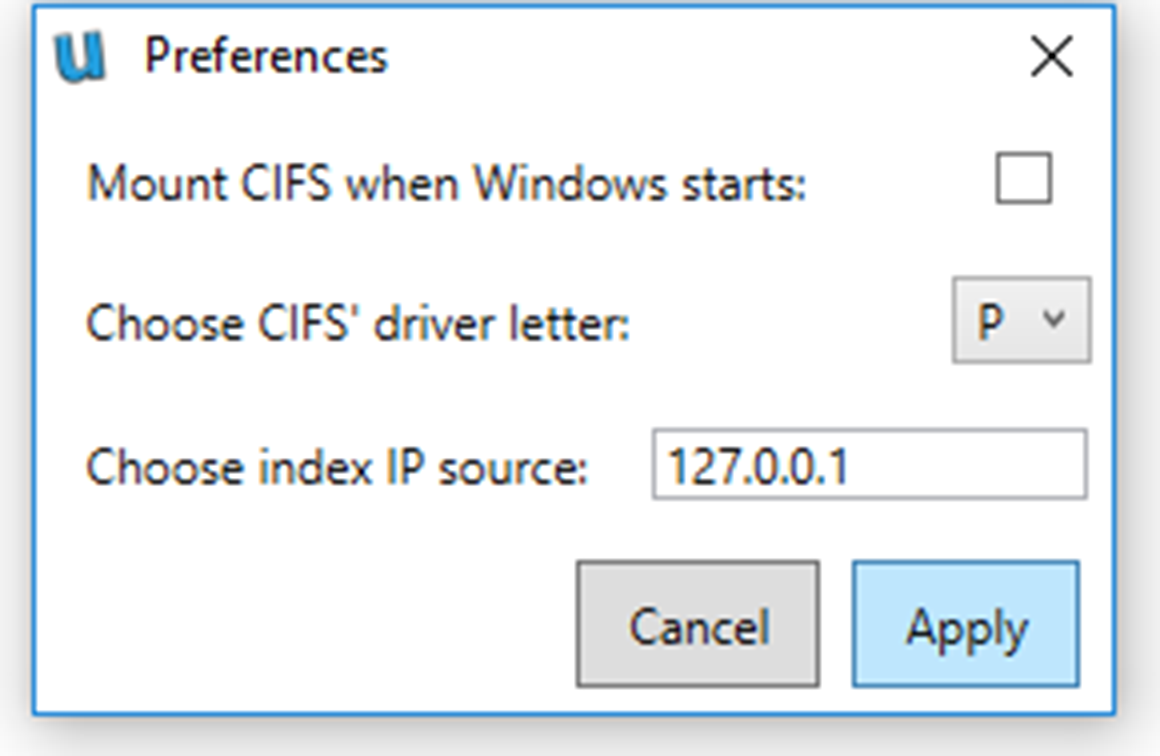 u Preferences
Mount CIFS when Windows starts:
Choose CIFS' driver letter: P
Choose index IP source: 127.0.0.1
Cancel Apply